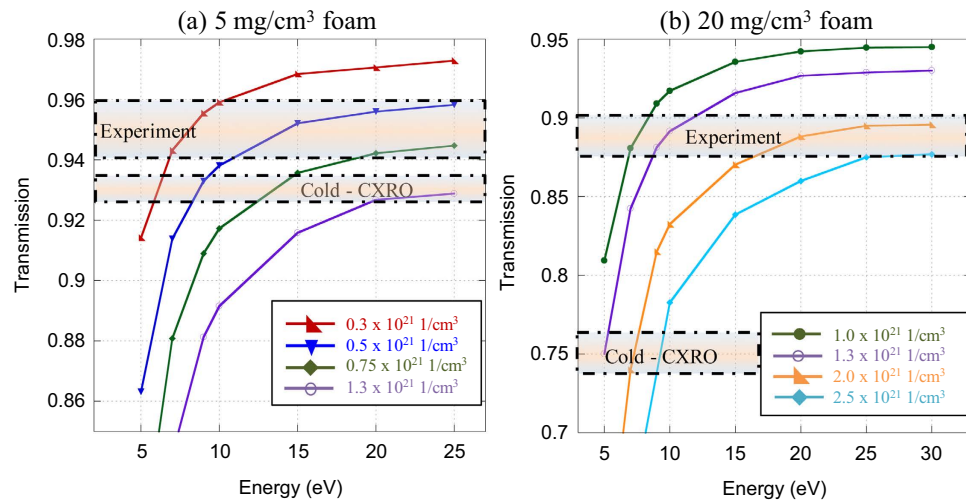 (a) 5 mg/cm³ foam
0.98
0.96
0.94
0.92
0.9
0.88
0.86
Transmission
Experiment
Cold - CXRO
0.3 x 10²¹ 1/cm³
0.5 x 10²¹ 1/cm³
0.75 x 10²¹ 1/cm³
1.3 x 10²¹ 1/cm³
5 10 15 20 25
Energy (eV)
(b) 20 mg/cm³ foam
0.95
0.9
0.85
0.8
0.75
0.7
Transmission
Experiment
Cold - CXRO
1.0 x 10²¹ 1/cm³
1.3 x 10²¹ 1/cm³
2.0 x 10²¹ 1/cm³
2.5 x 10²¹ 1/cm³
5 10 15 20 25 30
Energy (eV)